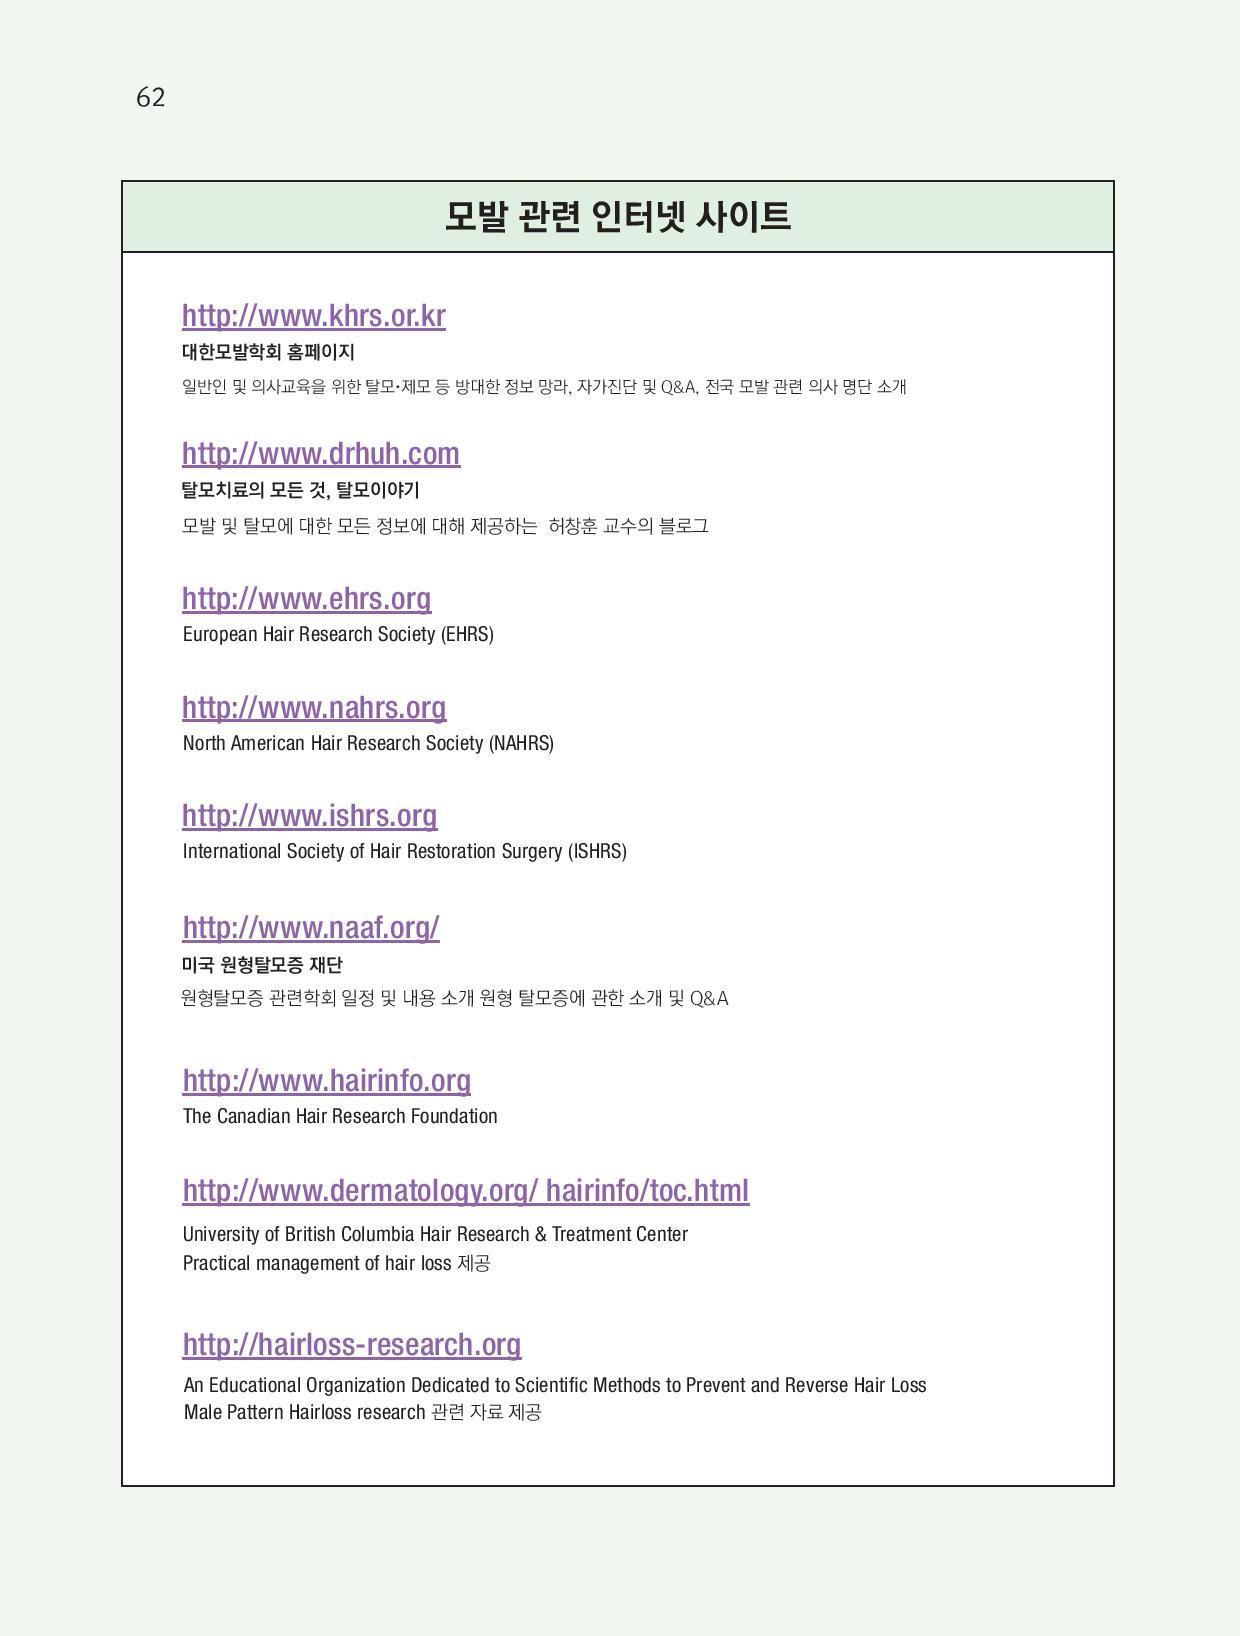 62
모발 관련 인터넷 사이트
http://www.khrs.or.kr
대한모발학회 홈페이지
일반인 및 의사교육을 위한 탈모·제모 등 방대한 정보 망라, 자가진단 및 Q&A, 전국 모발 관련 의사 명단 소개
http://www.drhuh.com
탈모치료의 모든 것, 탈모이야기
모발 및 탈모에 대한 모든 정보에 대해 제공하는 허창훈 교수의 블로그
http://www.ehrs.org
European Hair Research Society (EHRS)
http://www.nahrs.org
North American Hair Research Society (NAHRS)
http://www.ishrs.org
International Society of Hair Restoration Surgery (ISHRS)
http://www.naaf.org/
미국 원형탈모증 재단
원형탈모증 관련학회 일정 및 내용 소개 원형 탈모증에 관한 소개 및 Q&A
http://www.hairinfo.org
The Canadian Hair Research Foundation
http://www.dermatology.org/ hairinfo/toc.html
University of British Columbia Hair Research & Treatment Center
Practical management of hair loss 제공
http://hairloss-research.org
An Educational Organization Dedicated to Scientific Methods to Prevent and Reverse Hair Loss
Male Pattern Hairloss research 관련 자료 제공